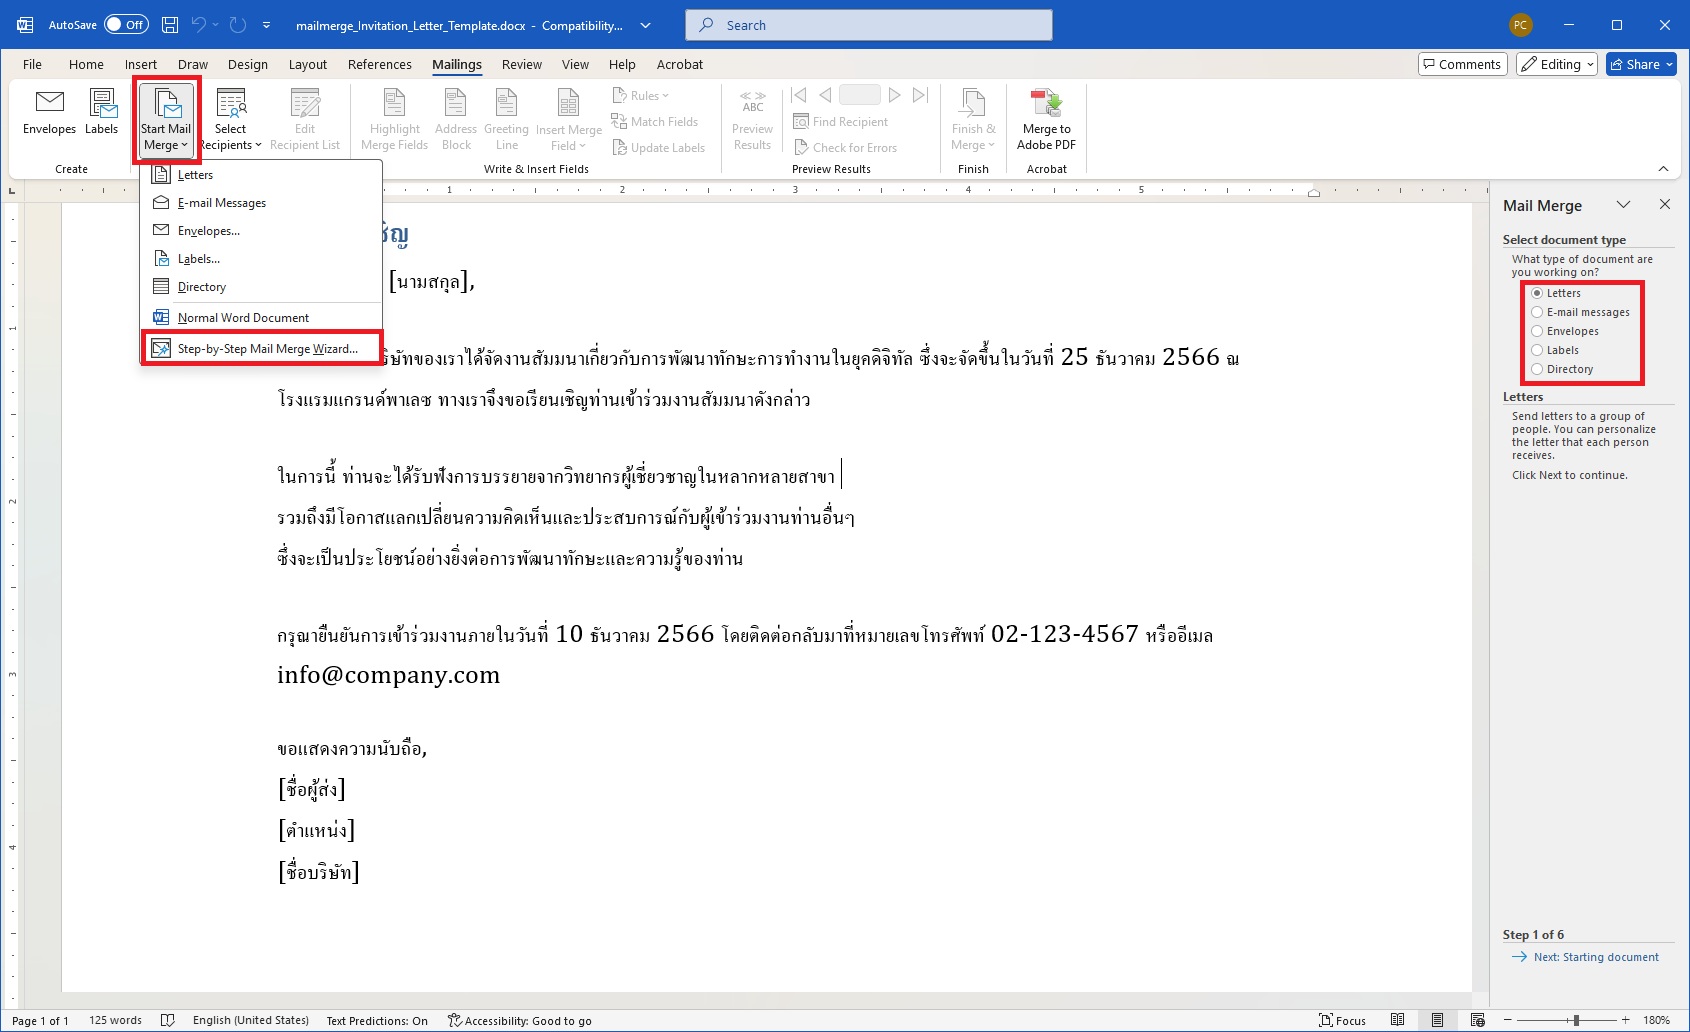 AutoSave Off mailmerge_Invitation_Letter_Template.docx - Compatibility... Search PC
File Home Insert Draw Design Layout References Mailings Review View Help Acrobat Comments Editing Share
Envelopes Labels
Create
Start Mail Merge
Select Recipients
Edit Recipient List
Highlight Merge Fields
Address Block
Greeting Line
Insert Merge Field
Rules
Match Fields
Update Labels
Write & Insert Fields
ABC
Preview Results
Find Recipient
Check for Errors
Preview Results
Finish & Merge
Finish
Merge to Adobe PDF
Acrobat
Letters
E-mail Messages
Envelopes...
Labels...
Directory
Normal Word Document
Step-by-Step Mail Merge Wizard...
1 2 3 4 5
1
2
3
4
ชิญ
[นามสกุล],
ริษัทของเราได้จัดงานสัมมนาเกี่ยวกับการพัฒนาทักษะการทำงานในยุคดิจิทัล ซึ่งจะจัดขึ้นในวันที่ 25 ธันวาคม 2566 ณ
โรงแรมแกรนด์พาเลซ ทางเราจึงขอเรียนเชิญท่านเข้าร่วมงานสัมมนาดังกล่าว
ในการนี้ ท่านจะได้รับฟังการบรรยายจากวิทยากรผู้เชี่ยวชาญในหลากหลายสาขา
รวมถึงมีโอกาสแลกเปลี่ยนความคิดเห็นและประสบการณ์กับผู้เข้าร่วมงานท่านอื่นๆ
ซึ่งจะเป็นประโยชน์อย่างยิ่งต่อการพัฒนาทักษะและความรู้ของท่าน
กรุณายืนยันการเข้าร่วมงานภายในวันที่ 10 ธันวาคม 2566 โดยติดต่อกลับมาที่หมายเลขโทรศัพท์ 02-123-4567 หรืออีเมล
info@company.com
ขอแสดงความนับถือ,
[ชื่อผู้ส่ง]
[ตำแหน่ง]
[ชื่อบริษัท]
Mail Merge
Select document type
What type of document are
you working on?
Letters
E-mail messages
Envelopes
Labels
Directory
Letters
Send letters to a group of
people. You can personalize
the letter that each person
receives.
Click Next to continue.
Step 1 of 6
Next: Starting document
Page 1 of 1 125 words English (United States) Text Predictions: On Accessibility: Good to go Focus 180%